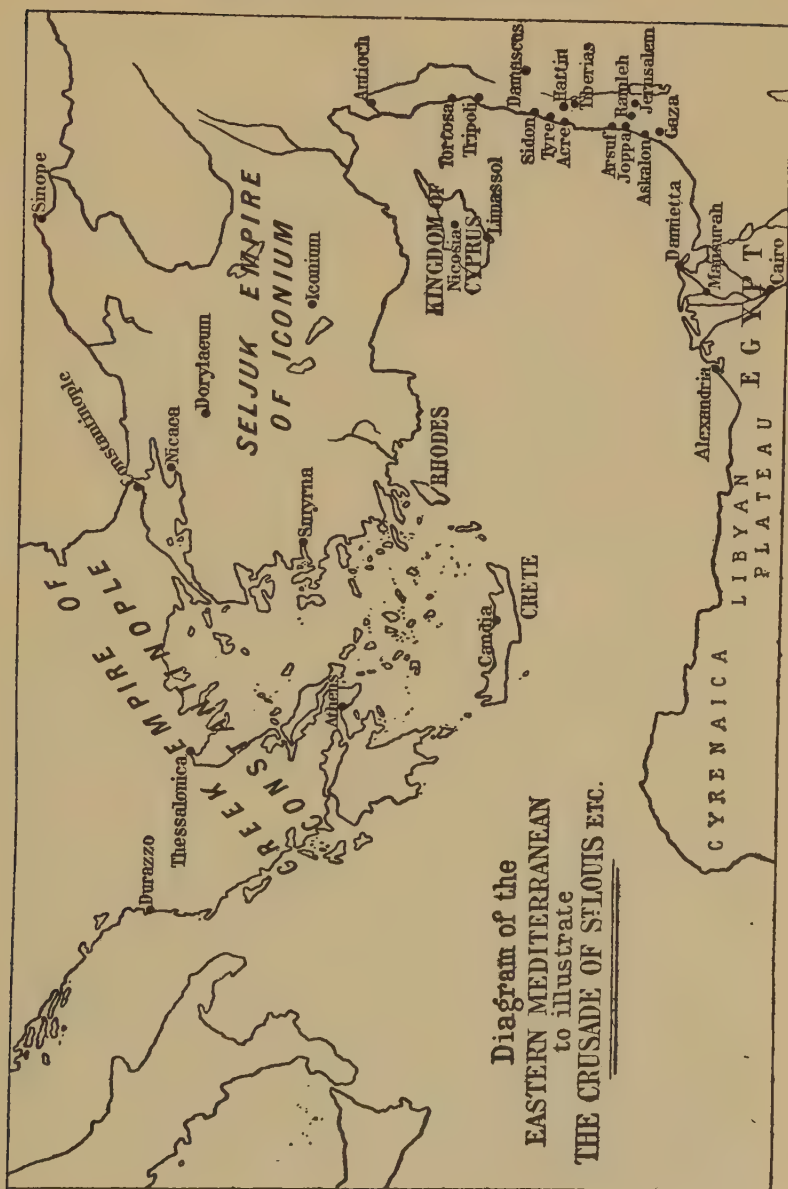 Diagram of the
EASTERN MEDITERRANEAN
to illustrate
THE CRUSADE OF ST. LOUIS ETC.
Durazzo
Thessalonica
GREEK EMPIRE OF
CONSTANTINOPLE
Constantinople
Nicaea
Dorylaeum
Sinope
SELJUK EMPIRE
OF ICONIUM
Iconium
Smyrna
Athens
RHODES
Candia
CRETE
KINGDOM OF
Nicosia
CYPRUS
Limassol
Antioch
Tortosa
Tripoli
Damascus
Sidon
Tyre
Acre
Hattin
Tiberias
Arsuf
Joppa
Ramleh
Jerusalem
Askalon
Gaza
Damietta
Mansurah
Cairo
Alexandria
EGYPT
LIBYAN
PLATEAU
CYRENAICA